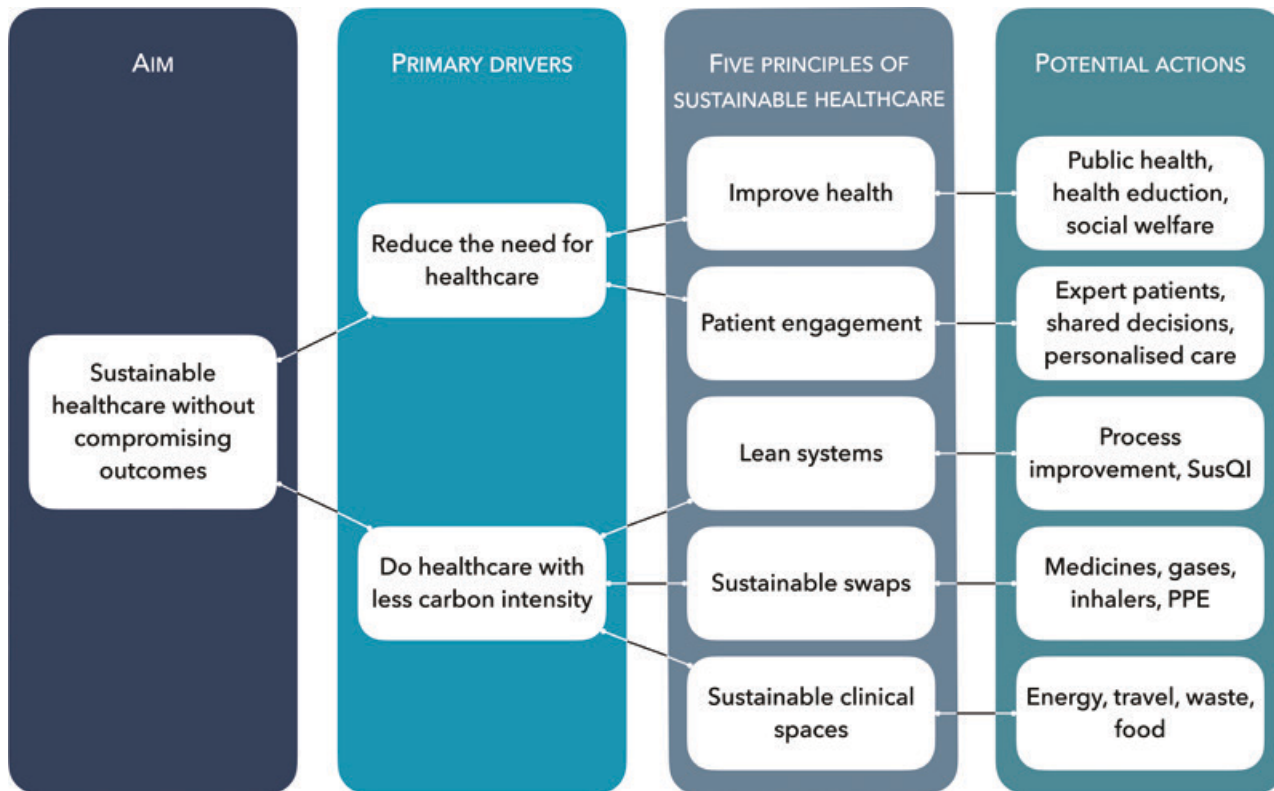 AIM
Sustainable
healthcare without
compromising
outcomes
PRIMARY DRIVERS
Reduce the need for
healthcare
Do healthcare with
less carbon intensity
FIVE PRINCIPLES OF
SUSTAINABLE HEALTHCARE
Improve health
Patient engagement
Lean systems
Sustainable swaps
Sustainable clinical
spaces
POTENTIAL ACTIONS
Public health,
health eduction,
social welfare
Expert patients,
shared decisions,
personalised care
Process
improvement, SusQI
Medicines, gases,
inhalers, PPE
Energy, travel, waste,
food